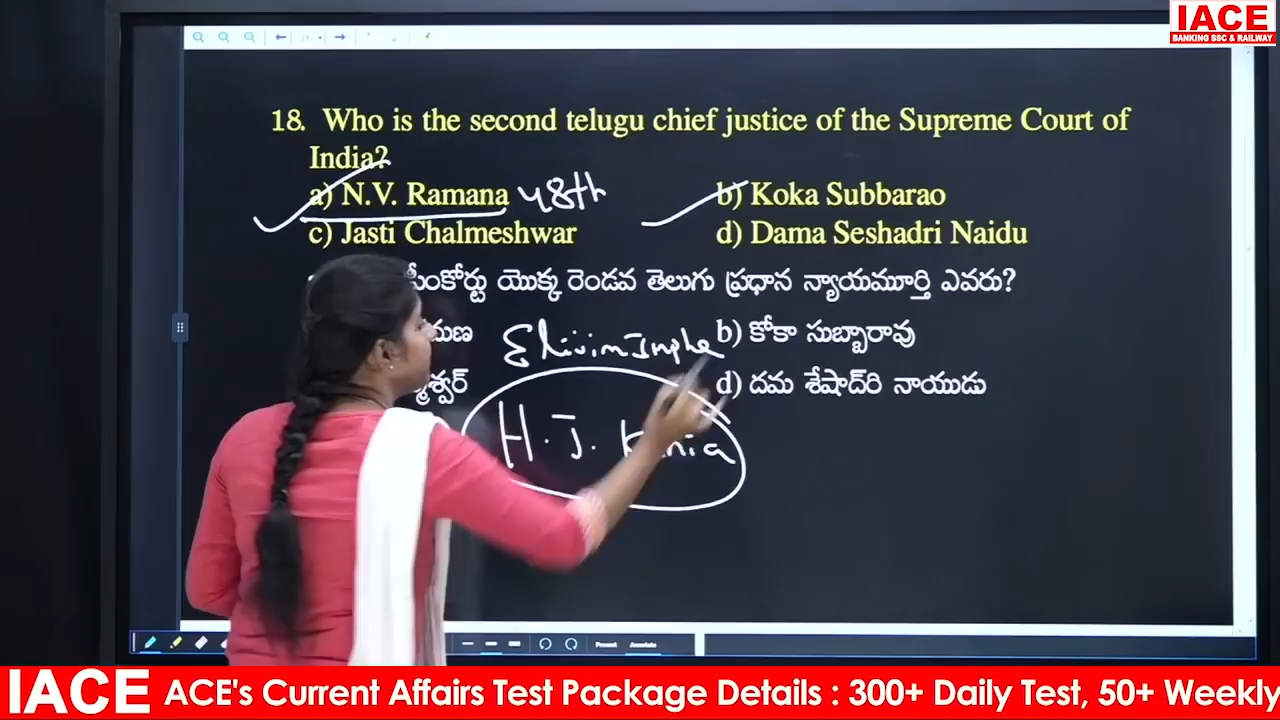 IACE
BANKING SSC & RAILWAY
18. Who is the second telugu chief justice of the Supreme Court of
India?
a) N.V. Ramana 48th b) Koka Subbarao
c) Jasti Chalmeshwar d) Dama Seshadri Naidu
యొక్క రెండవ తెలుగు ప్రధాన న్యాయమూర్తి ఎవరు?
b) కోకా సుబ్బారావు
d) దమ శేషాద్‌రి నాయుడు
H. J.
Present Annotate
IACE ACE's Current Affairs Test Package Details : 300+ Daily Test, 50+ Weekly